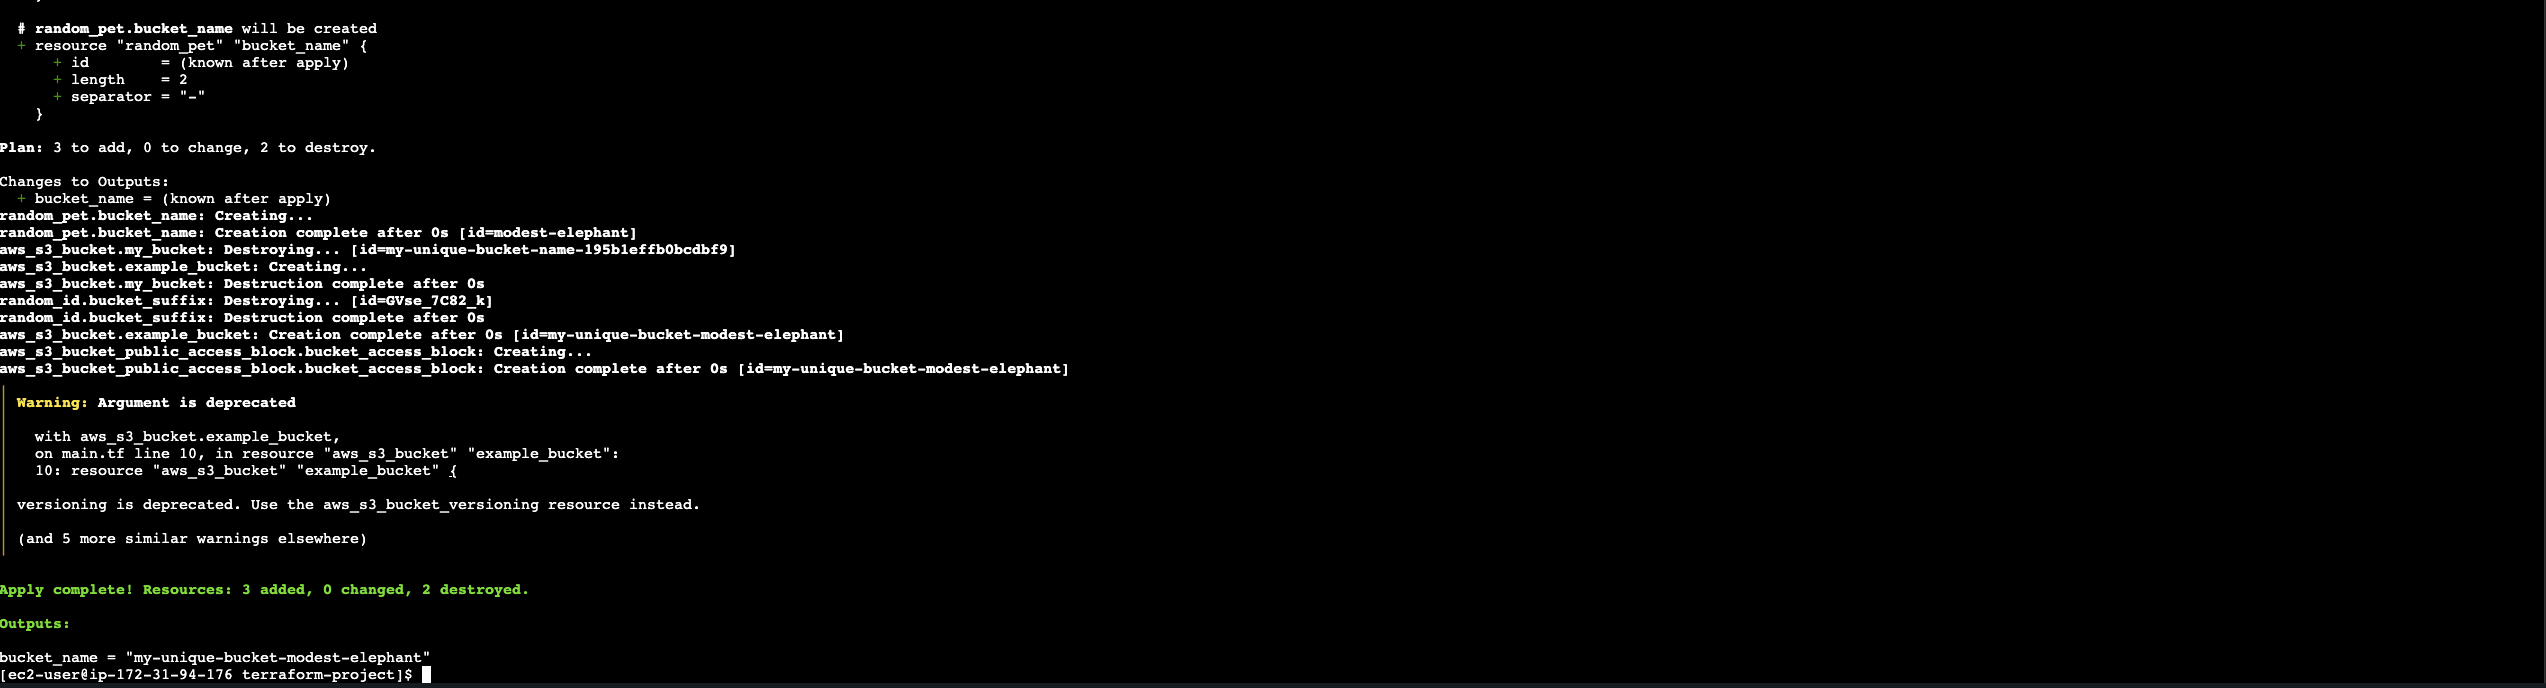 # random_pet.bucket_name will be created
+ resource "random_pet" "bucket_name" {
+ id        = (known after apply)
+ length    = 2
+ separator = "-"
}
Plan: 3 to add, 0 to change, 2 to destroy.
Changes to Outputs:
+ bucket_name = (known after apply)
random_pet.bucket_name: Creating...
random_pet.bucket_name: Creation complete after 0s [id=modest-elephant]
aws_s3_bucket.my_bucket: Destroying... [id=my-unique-bucket-name-195b1effb0bcdbf9]
aws_s3_bucket.example_bucket: Creating...
aws_s3_bucket.my_bucket: Destruction complete after 0s
random_id.bucket_suffix: Destroying... [id=GVse_7C82_k]
random_id.bucket_suffix: Destruction complete after 0s
aws_s3_bucket.example_bucket: Creation complete after 0s [id=my-unique-bucket-modest-elephant]
aws_s3_bucket_public_access_block.bucket_access_block: Creating...
aws_s3_bucket_public_access_block.bucket_access_block: Creation complete after 0s [id=my-unique-bucket-modest-elephant]
Warning: Argument is deprecated
with aws_s3_bucket.example_bucket,
on main.tf line 10, in resource "aws_s3_bucket" "example_bucket":
10: resource "aws_s3_bucket" "example_bucket" {
versioning is deprecated. Use the aws_s3_bucket_versioning resource instead.
(and 5 more similar warnings elsewhere)
Apply complete! Resources: 3 added, 0 changed, 2 destroyed.
Outputs:
bucket_name = "my-unique-bucket-modest-elephant"
[ec2-user@ip-172-31-94-176 terraform-project]$